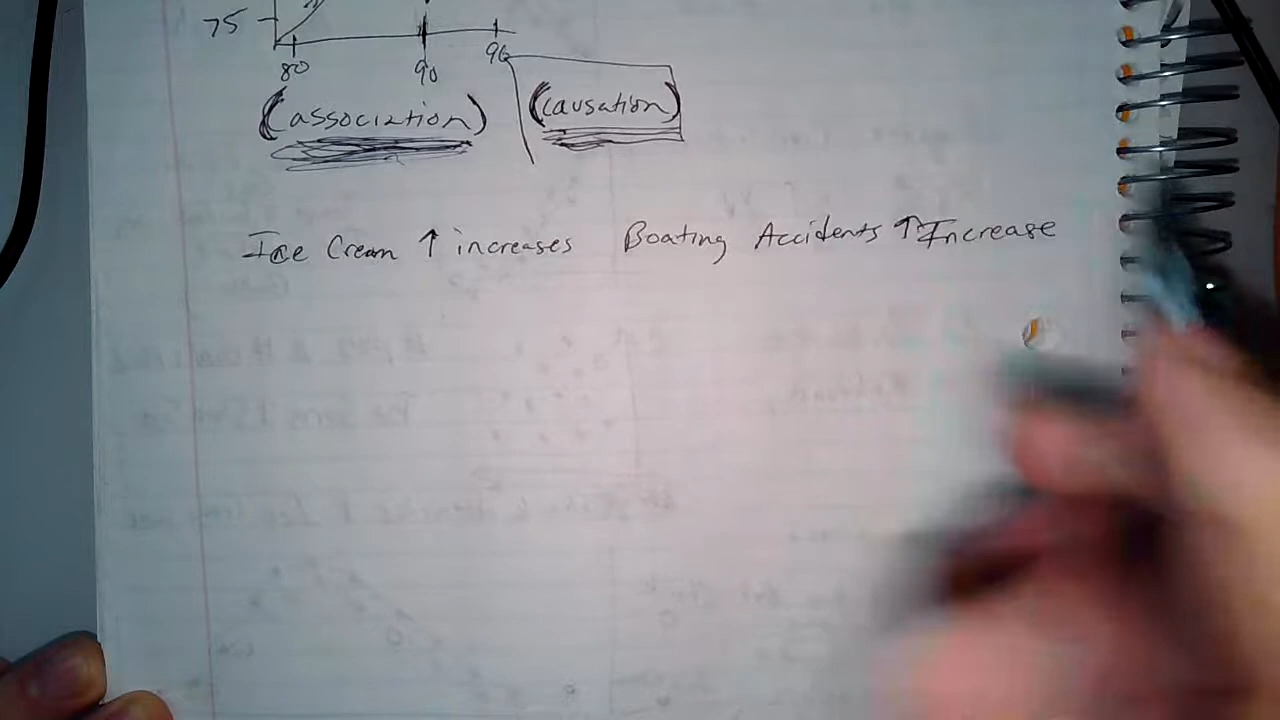 75
80 90 96
(association) (causation)
Ice Cream ↑ increases Boating Accidents ↑ Increase